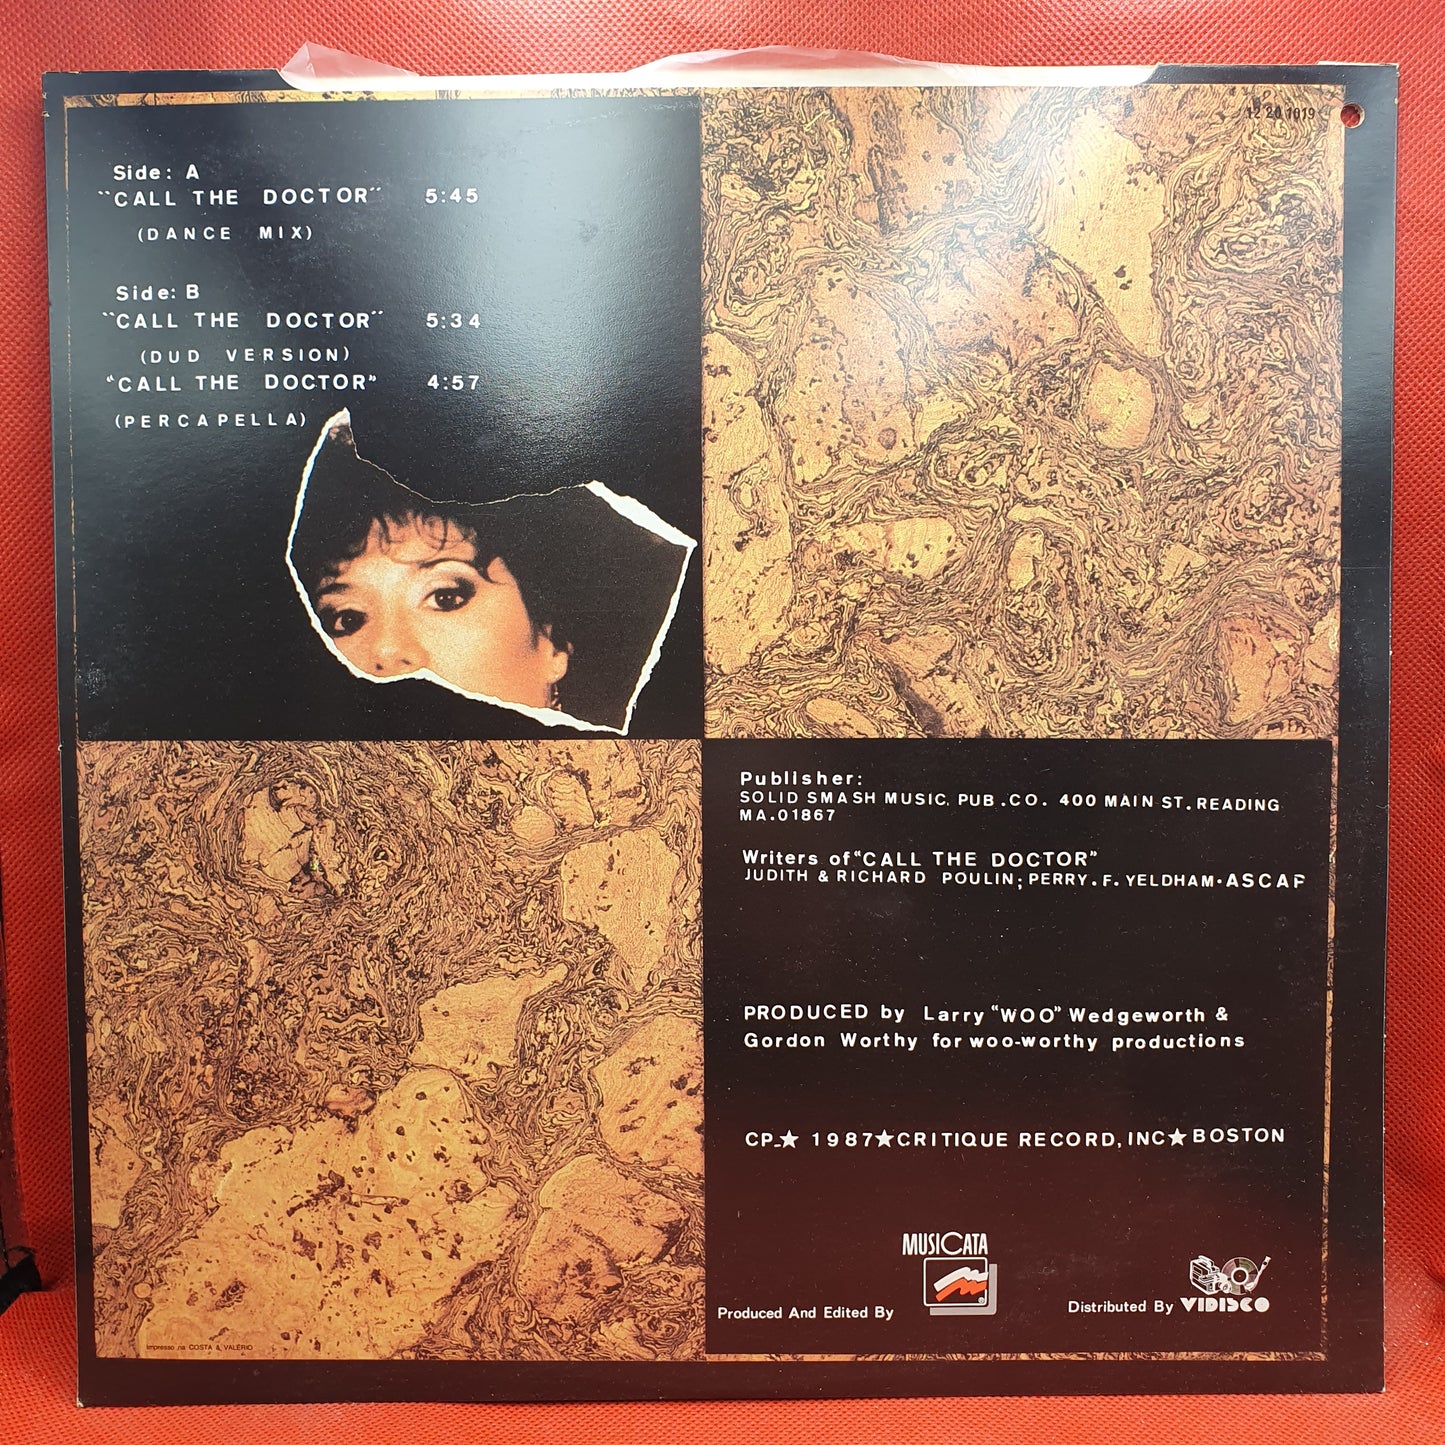 12 20 1019
Side: A
"CALL THE DOCTOR" 5:45
(DANCE MIX)
Side: B
"CALL THE DOCTOR" 5:34
(DUD VERSION)
"CALL THE DOCTOR" 4:57
(PERCAPELLA)
Publisher:
SOLID SMASH MUSIC. PUB.CO. 400 MAIN ST. READING
MA.01867
Writers of "CALL THE DOCTOR"
JUDITH & RICHARD POULIN; PERRY.F.YELDHAM·ASCAP
PRODUCED by Larry "WOO" Wedgeworth &
Gordon Worthy for woo-worthy productions
CP_★ 1987★CRITIQUE RECORD, INC★BOSTON
MUSICATA
Produced And Edited By
Distributed By VIDISCO
Impresso na COSTA & VALÉRIO